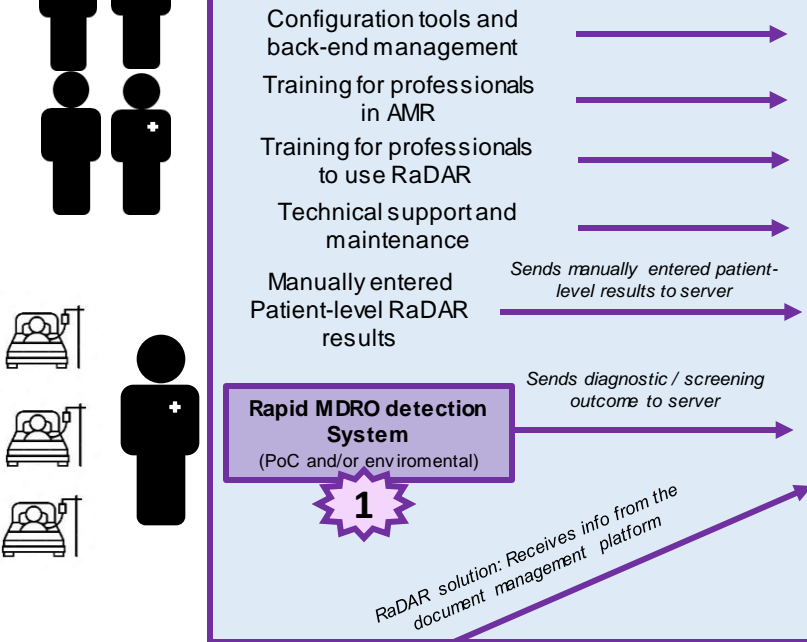 Configuration tools and
back-end management
Training for professionals
in AMR
Training for professionals
to use RaDAR
Technical support and
maintenance
Manually entered
Patient-level RaDAR
results
Sends manually entered patient-
level results to server
Rapid MDRO detection
System
(PoC and/or enviromental)
Sends diagnostic / screening
outcome to server
1
RaDAR solution: Receives info from the
document management platform